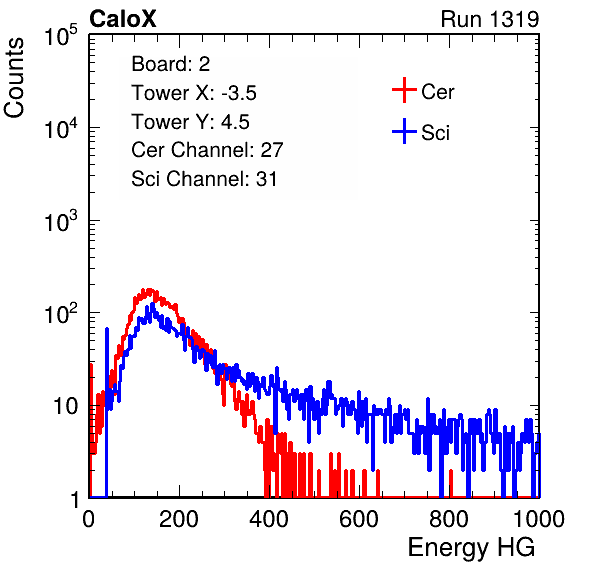 CaloX Run 1319
Counts
10^5
10^4
10^3
10^2
10
1
Board: 2
Tower X: -3.5
Tower Y: 4.5
Cer Channel: 27
Sci Channel: 31
Cer
Sci
0 200 400 600 800 1000
Energy HG